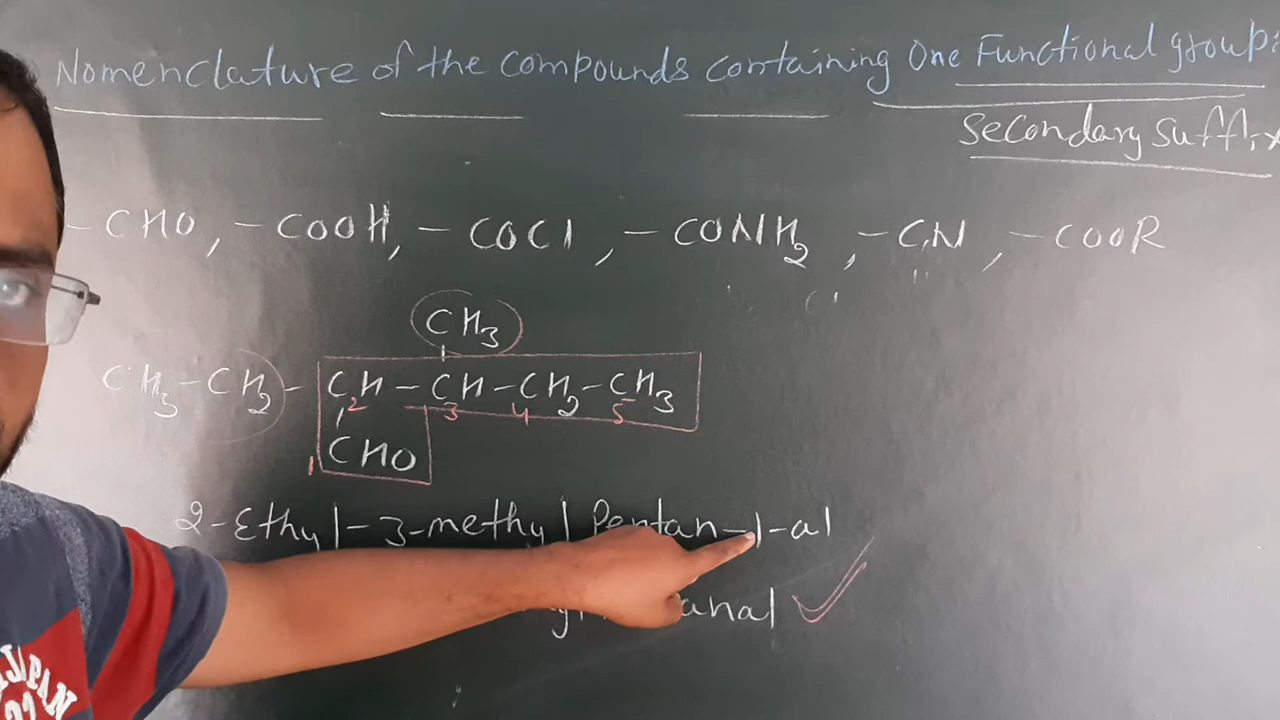 Nomenclature of the compounds containing One Functional group:
Secondary Suffix
-CHO, -COOH, -COCl, -CONH2, -CN, -COOR
CH3
CH3-CH2-CH-CH-CH2-CH3
2 3 4 5
1 CHO
2-Ethyl-3-methyl Pentan-1-al
anal ✓
JAPAN